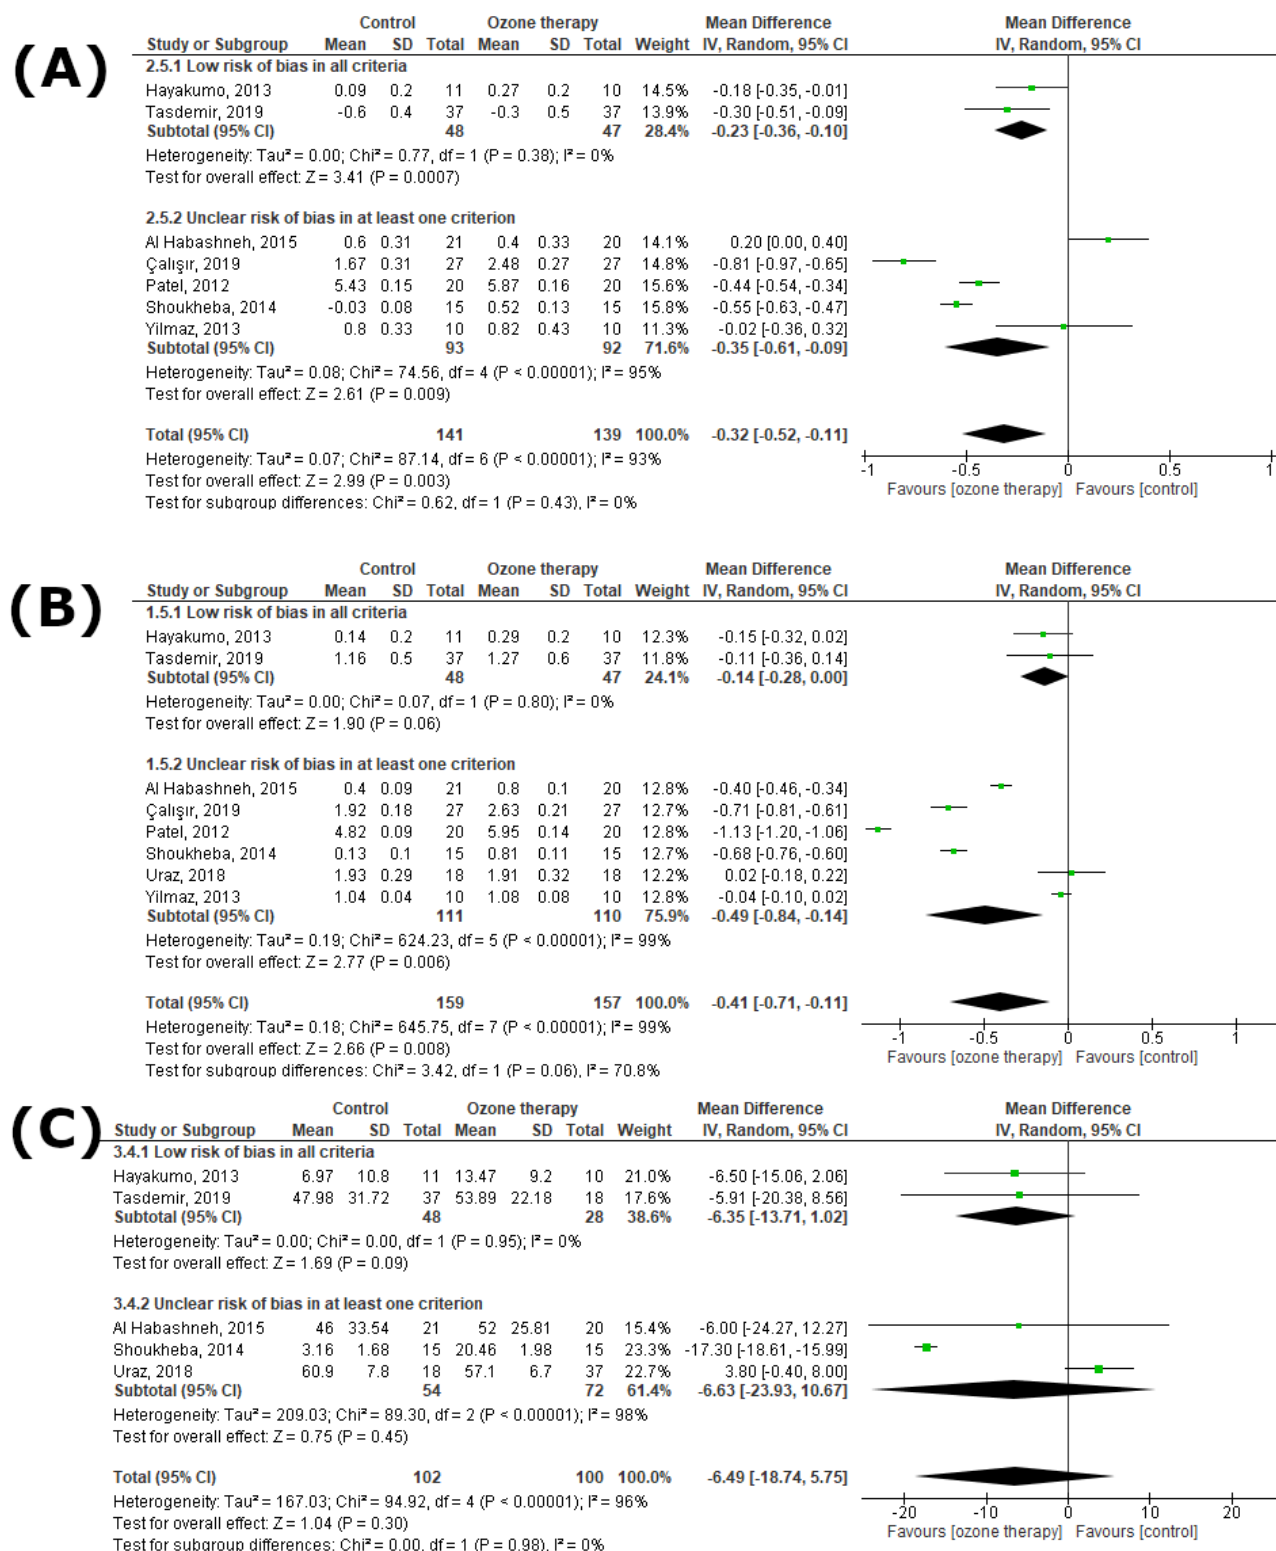 (A)
Control Ozone therapy Mean Difference Mean Difference
Study or Subgroup Mean SD Total Mean SD Total Weight IV, Random, 95% CI IV, Random, 95% CI
2.5.1 Low risk of bias in all criteria
Hayakumo, 2013 0.09 0.2 11 0.27 0.2 10 14.5% -0.18 [-0.35, -0.01]
Tasdemir, 2019 -0.6 0.4 37 -0.3 0.5 37 13.9% -0.30 [-0.51, -0.09]
Subtotal (95% CI) 48 47 28.4% -0.23 [-0.36, -0.10]
Heterogeneity: Tau² = 0.00; Chi² = 0.77, df = 1 (P = 0.38); I² = 0%
Test for overall effect: Z = 3.41 (P = 0.0007)
2.5.2 Unclear risk of bias in at least one criterion
Al Habashneh, 2015 0.6 0.31 21 0.4 0.33 20 14.1% 0.20 [0.00, 0.40]
Çalışır, 2019 1.67 0.31 27 2.48 0.27 27 14.8% -0.81 [-0.97, -0.65]
Patel, 2012 5.43 0.15 20 5.87 0.16 20 15.6% -0.44 [-0.54, -0.34]
Shoukheba, 2014 -0.03 0.08 15 0.52 0.13 15 15.8% -0.55 [-0.63, -0.47]
Yilmaz, 2013 0.8 0.33 10 0.82 0.43 10 11.3% -0.02 [-0.36, 0.32]
Subtotal (95% CI) 93 92 71.6% -0.35 [-0.61, -0.09]
Heterogeneity: Tau² = 0.08; Chi² = 74.56, df = 4 (P < 0.00001); I² = 95%
Test for overall effect: Z = 2.61 (P = 0.009)
Total (95% CI) 141 139 100.0% -0.32 [-0.52, -0.11]
Heterogeneity: Tau² = 0.07; Chi² = 87.14, df = 6 (P < 0.00001); I² = 93%
Test for overall effect: Z = 2.99 (P = 0.003)
Test for subgroup differences: Chi² = 0.62, df = 1 (P = 0.43), I² = 0%
-1 -0.5 0 0.5 1
Favours [ozone therapy] Favours [control]
(B)
Control Ozone therapy Mean Difference Mean Difference
Study or Subgroup Mean SD Total Mean SD Total Weight IV, Random, 95% CI IV, Random, 95% CI
1.5.1 Low risk of bias in all criteria
Hayakumo, 2013 0.14 0.2 11 0.29 0.2 10 12.3% -0.15 [-0.32, 0.02]
Tasdemir, 2019 1.16 0.5 37 1.27 0.6 37 11.8% -0.11 [-0.36, 0.14]
Subtotal (95% CI) 48 47 24.1% -0.14 [-0.28, 0.00]
Heterogeneity: Tau² = 0.00; Chi² = 0.07, df = 1 (P = 0.80); I² = 0%
Test for overall effect: Z = 1.90 (P = 0.06)
1.5.2 Unclear risk of bias in at least one criterion
Al Habashneh, 2015 0.4 0.09 21 0.8 0.1 20 12.8% -0.40 [-0.46, -0.34]
Çalışır, 2019 1.92 0.18 27 2.63 0.21 27 12.7% -0.71 [-0.81, -0.61]
Patel, 2012 4.82 0.09 20 5.95 0.14 20 12.8% -1.13 [-1.20, -1.06]
Shoukheba, 2014 0.13 0.1 15 0.81 0.11 15 12.7% -0.68 [-0.76, -0.60]
Uraz, 2018 1.93 0.29 18 1.91 0.32 18 12.2% 0.02 [-0.18, 0.22]
Yilmaz, 2013 1.04 0.04 10 1.08 0.08 10 12.8% -0.04 [-0.10, 0.02]
Subtotal (95% CI) 111 110 75.9% -0.49 [-0.84, -0.14]
Heterogeneity: Tau² = 0.19; Chi² = 624.23, df = 5 (P < 0.00001); I² = 99%
Test for overall effect: Z = 2.77 (P = 0.006)
Total (95% CI) 159 157 100.0% -0.41 [-0.71, -0.11]
Heterogeneity: Tau² = 0.18; Chi² = 645.75, df = 7 (P < 0.00001); I² = 99%
Test for overall effect: Z = 2.66 (P = 0.008)
Test for subgroup differences: Chi² = 3.42, df = 1 (P = 0.06), I² = 70.8%
-1 -0.5 0 0.5 1
Favours [ozone therapy] Favours [control]
(C)
Control Ozone therapy Mean Difference Mean Difference
Study or Subgroup Mean SD Total Mean SD Total Weight IV, Random, 95% CI IV, Random, 95% CI
3.4.1 Low risk of bias in all criteria
Hayakumo, 2013 6.97 10.8 11 13.47 9.2 10 21.0% -6.50 [-15.06, 2.06]
Tasdemir, 2019 47.98 31.72 37 53.89 22.18 18 17.6% -5.91 [-20.38, 8.56]
Subtotal (95% CI) 48 28 38.6% -6.35 [-13.71, 1.02]
Heterogeneity: Tau² = 0.00; Chi² = 0.00, df = 1 (P = 0.95); I² = 0%
Test for overall effect: Z = 1.69 (P = 0.09)
3.4.2 Unclear risk of bias in at least one criterion
Al Habashneh, 2015 46 33.54 21 52 25.81 20 15.4% -6.00 [-24.27, 12.27]
Shoukheba, 2014 3.16 1.68 15 20.46 1.98 15 23.3% -17.30 [-18.61, -15.99]
Uraz, 2018 60.9 7.8 18 57.1 6.7 37 22.7% 3.80 [-0.40, 8.00]
Subtotal (95% CI) 54 72 61.4% -6.63 [-23.93, 10.67]
Heterogeneity: Tau² = 209.03; Chi² = 89.30, df = 2 (P < 0.00001); I² = 98%
Test for overall effect: Z = 0.75 (P = 0.45)
Total (95% CI) 102 100 100.0% -6.49 [-18.74, 5.75]
Heterogeneity: Tau² = 167.03; Chi² = 94.92, df = 4 (P < 0.00001); I² = 96%
Test for overall effect: Z = 1.04 (P = 0.30)
Test for subgroup differences: Chi² = 0.00, df = 1 (P = 0.98), I² = 0%
-20 -10 0 10 20
Favours [ozone therapy] Favours [control]